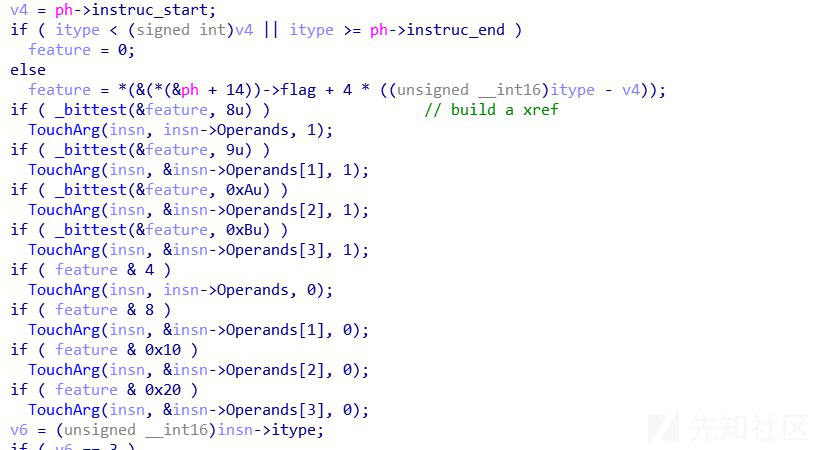 v4 = ph->instruc_start;
if ( itype < (signed int)v4 || itype >= ph->instruc_end )
  feature = 0;
else
  feature = *(&(*(&ph + 14))->flag + 4 * ((unsigned __int16)itype - v4));
if ( _bittest(&feature, 8u) )                 // build a xref
  TouchArg(insn, insn->Operands, 1);
if ( _bittest(&feature, 9u) )
  TouchArg(insn, &insn->Operands[1], 1);
if ( _bittest(&feature, 0xAu) )
  TouchArg(insn, &insn->Operands[2], 1);
if ( _bittest(&feature, 0xBu) )
  TouchArg(insn, &insn->Operands[3], 1);
if ( feature & 4 )
  TouchArg(insn, insn->Operands, 0);
if ( feature & 8 )
  TouchArg(insn, &insn->Operands[1], 0);
if ( feature & 0x10 )
  TouchArg(insn, &insn->Operands[2], 0);
if ( feature & 0x20 )
  TouchArg(insn, &insn->Operands[3], 0);
v6 = (unsigned __int16)insn->itype;
if ( v6 == 3 )
先知社区